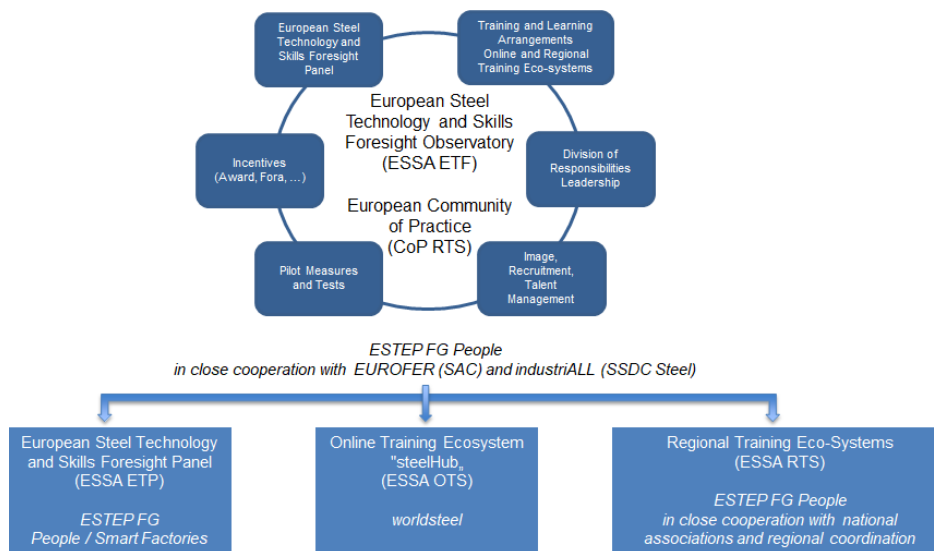 European Steel
Technology and
Skills Foresight
Panel
Training and Learning
Arrangements
Online and Regional
Training Eco-systems
European Steel
Technology and Skills
Foresight Observatory
(ESSA ETF)
Incentives
(Award, Fora, ...)
Division of
Responsibilities
Leadership
European Community
of Practice
(CoP RTS)
Pilot Measures
and Tests
Image,
Recruitment,
Talent
Management
ESTEP FG People
in close cooperation with EUROFER (SAC) and industriALL (SSDC Steel)
European Steel Technology
and Skills Foresight Panel
(ESSA ETP)
ESTEP FG
People / Smart Factories
Online Training Ecosystem
"steelHub„
(ESSA OTS)
worldsteel
Regional Training Eco-Systems
(ESSA RTS)
ESTEP FG People
in close cooperation with national
associations and regional coordination